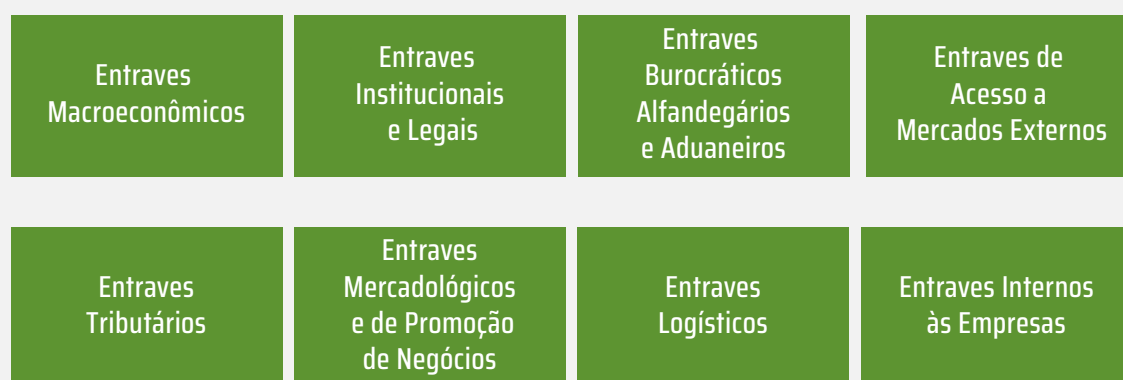 Entraves
Macroeconômicos
Entraves
Institucionais
e Legais
Entraves
Burocráticos
Alfandegários
e Aduaneiros
Entraves de
Acesso a
Mercados Externos
Entraves
Tributários
Entraves
Mercadológicos
e de Promoção
de Negócios
Entraves
Logísticos
Entraves Internos
às Empresas